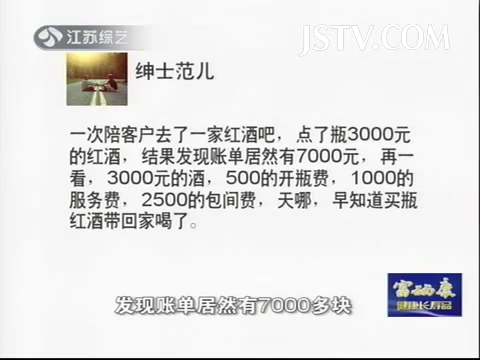 江苏综艺
JSTV.COM
绅士范儿
一次陪客户去了一家红酒吧，点了瓶3000元
的红酒，结果发现账单居然有7000元，再一
看，3000元的酒，500的开瓶费，1000的
服务费，2500的包间费，天哪，早知道买瓶
红酒带回家喝了。
富硒康
健康长寿品
发现账单居然有7000多块